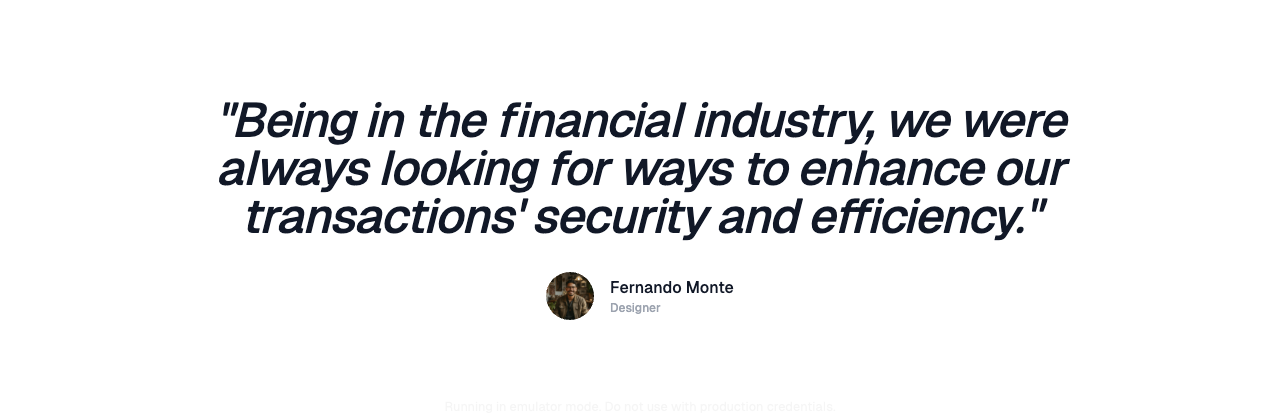 "Being in the financial industry, we were
always looking for ways to enhance our
transactions' security and efficiency."
Fernando Monte
Designer
Running in emulator mode. Do not use with production credentials.